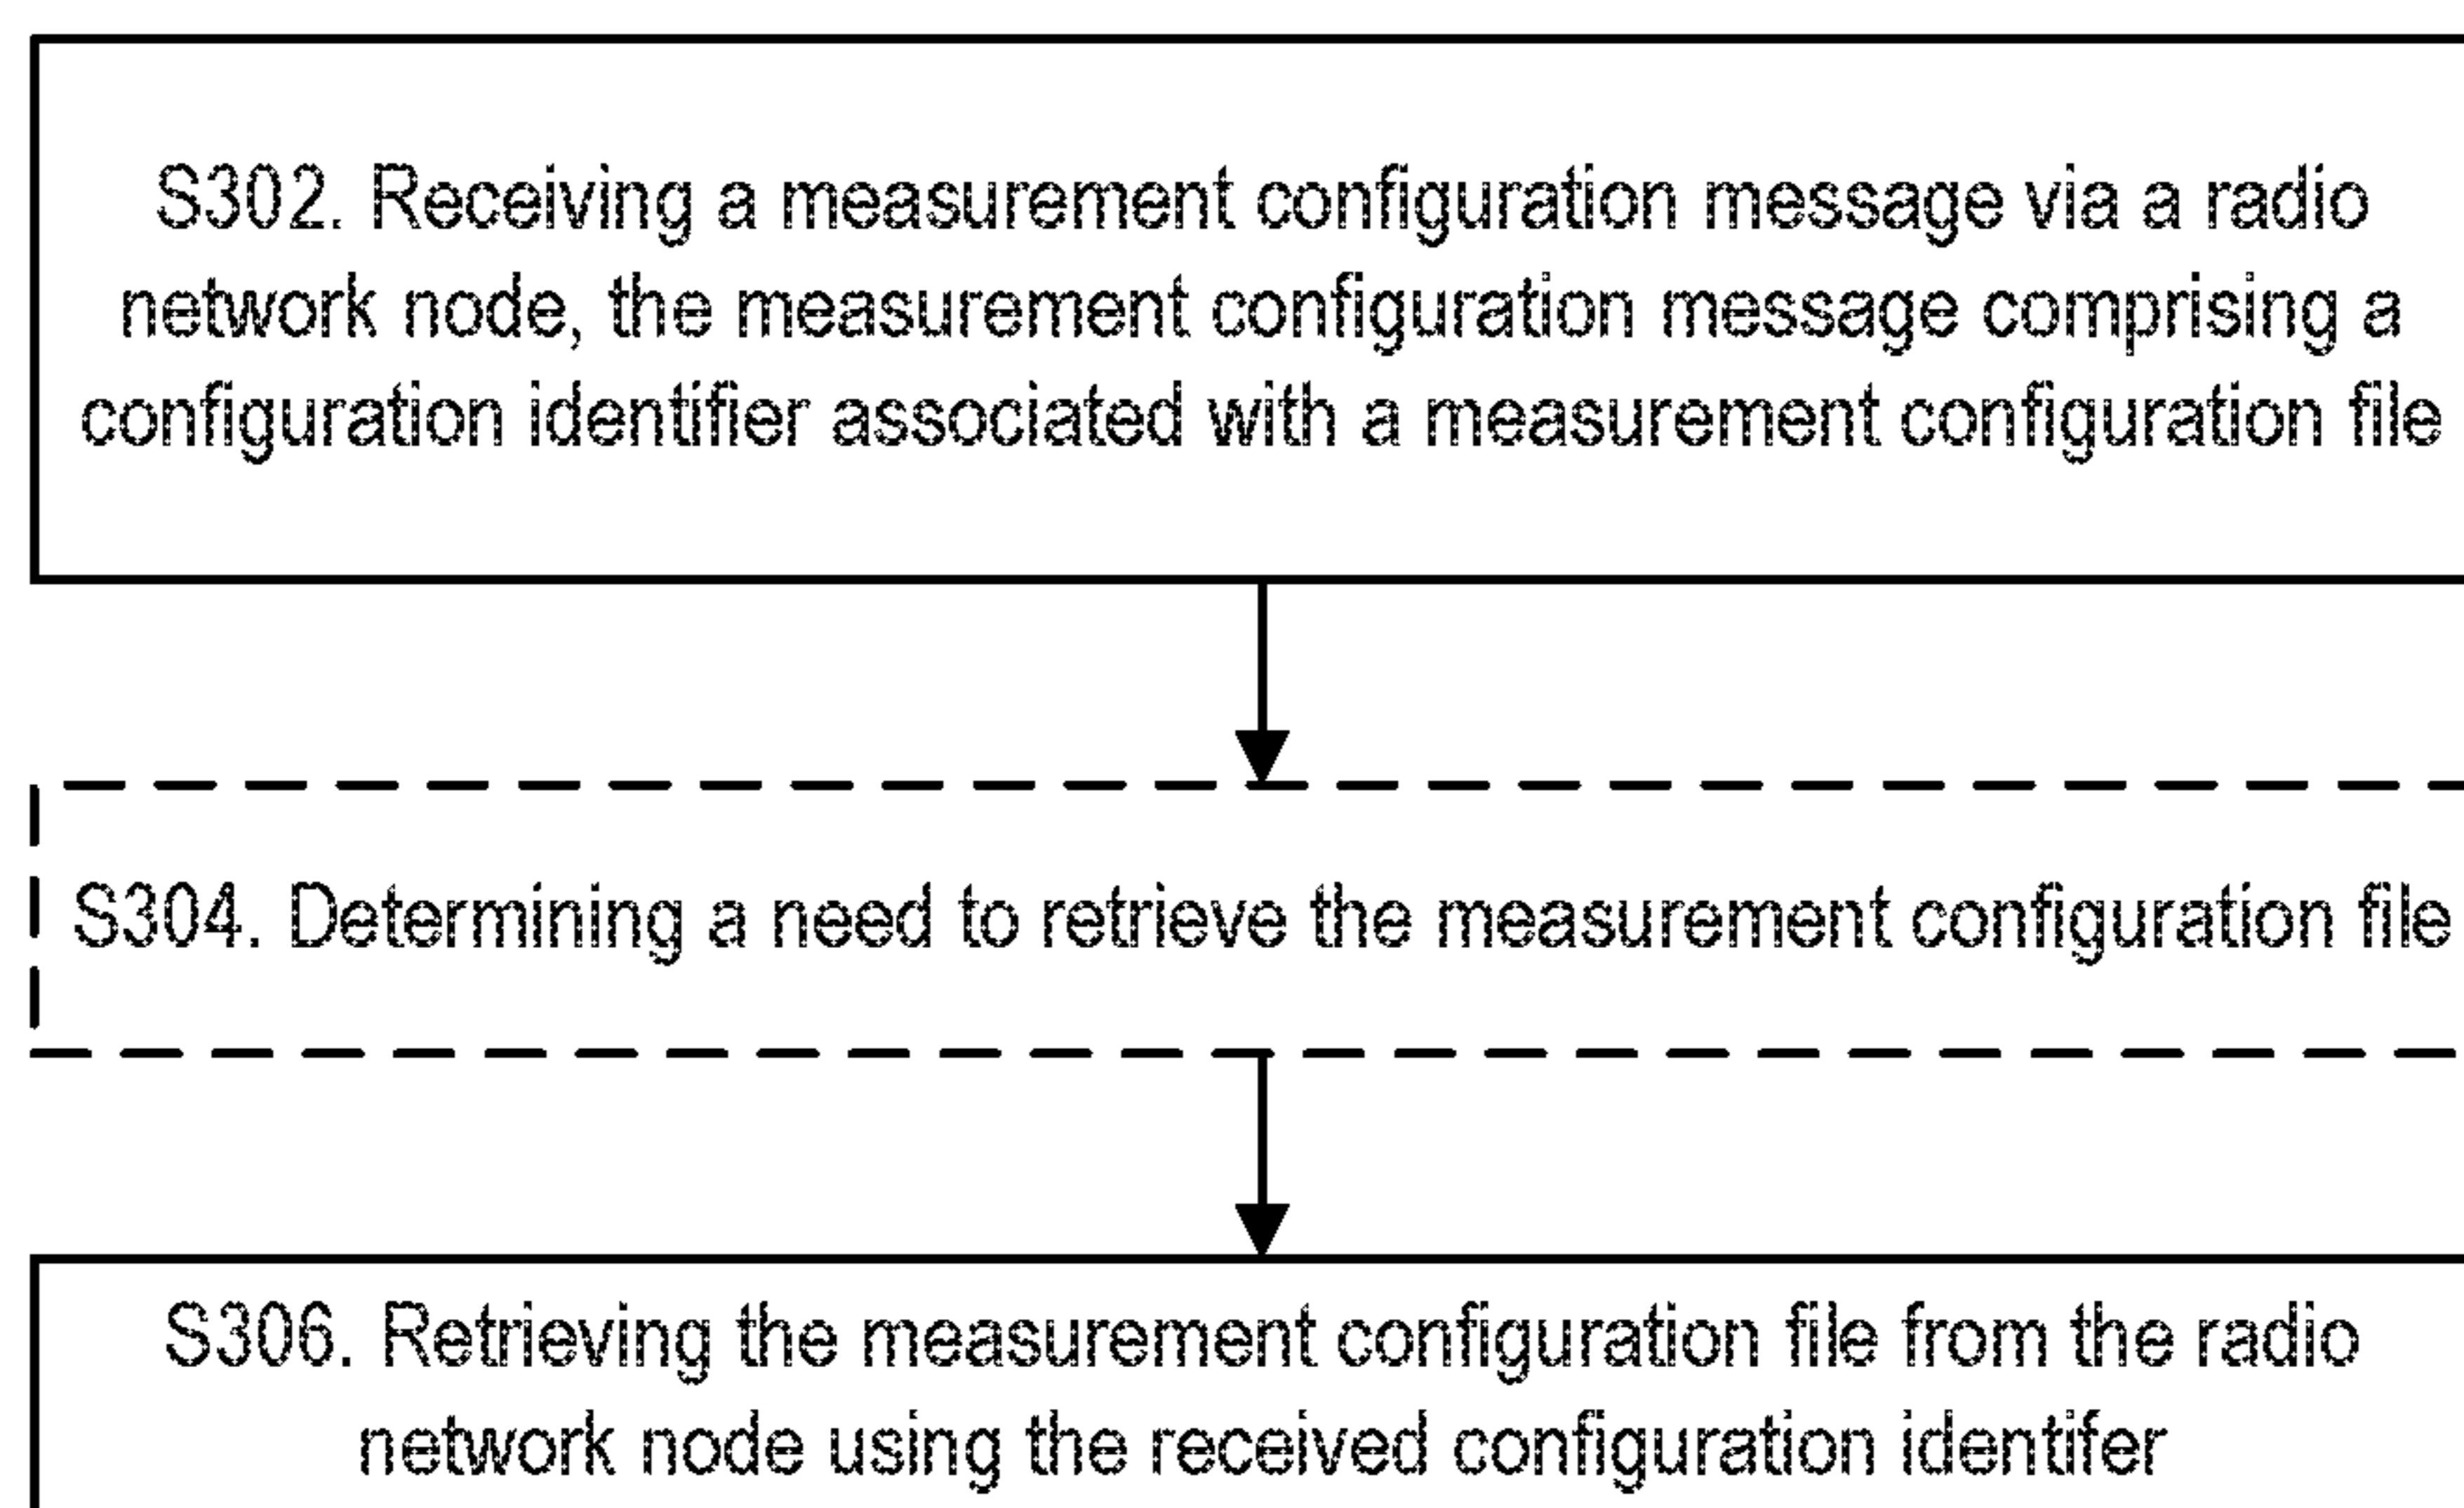 S302. Receiving a measurement configuration message via a radio
network node, the measurement configuration message comprising a
configuration identifier associated with a measurement configuration file
S304. Determining a need to retrieve the measurement configuration file
S306. Retrieving the measurement configuration file from the radio
network node using the received configuration identifer